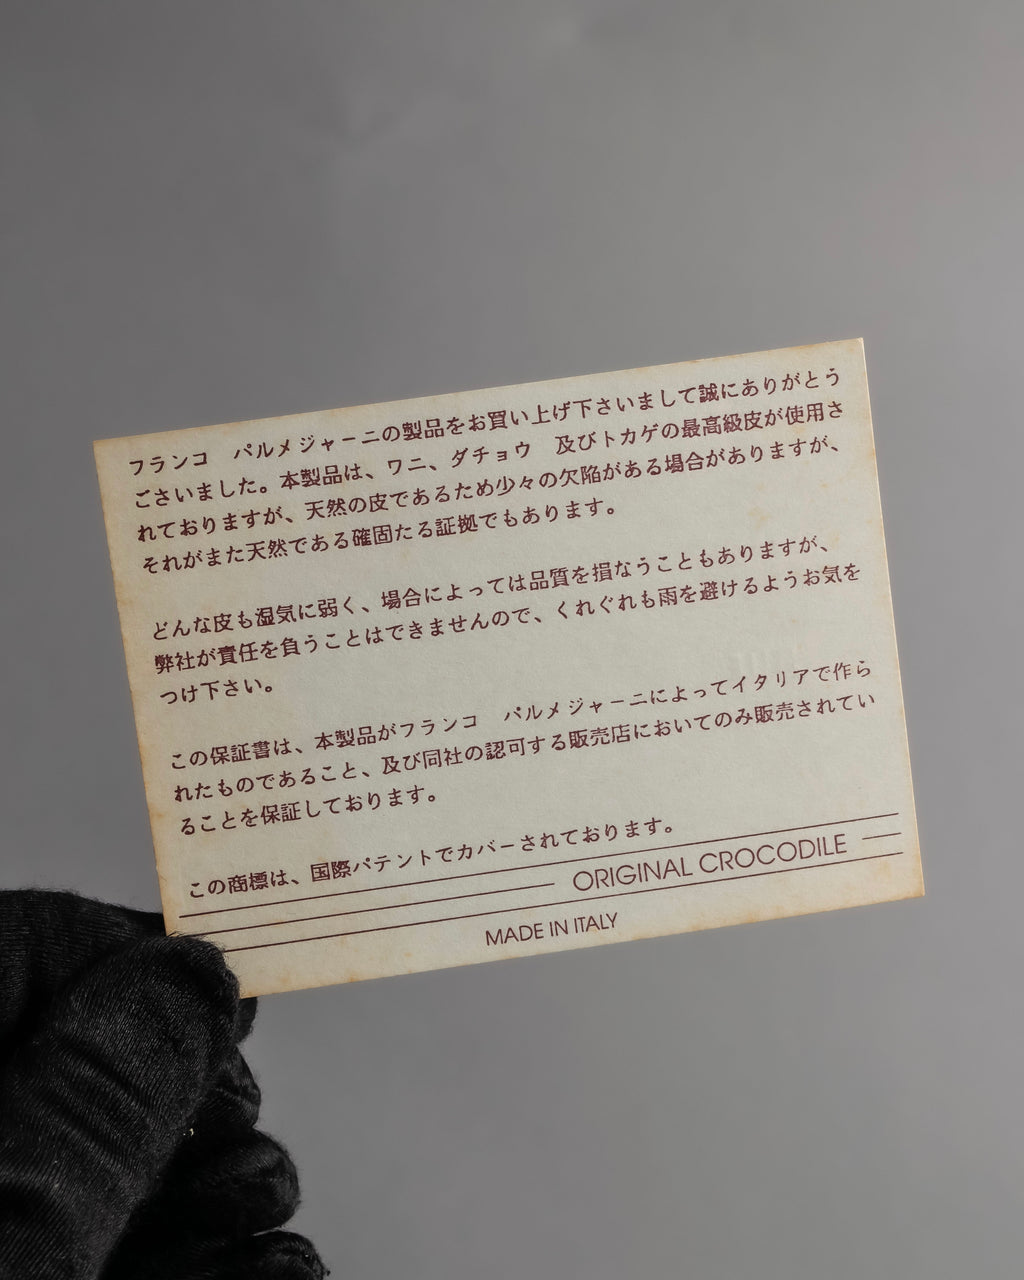 フランコ　パルメジャーニの製品をお買い上げ下さいまして誠にありがとう
ございました。本製品は、ワニ、ダチョウ　及びトカゲの最高級皮が使用さ
れておりますが、天然の皮であるため少々の欠陥がある場合がありますが、
それがまた天然である確固たる証拠でもあります。
どんな皮も湿気に弱く、場合によっては品質を損なうこともありますが、
弊社が責任を負うことはできませんので、くれぐれも雨を避けるようお気を
つけ下さい。
この保証書は、本製品がフランコ　パルメジャーニによってイタリアで作ら
れたものであること、及び同社の認可する販売店においてのみ販売されてい
ることを保証しております。
この商標は、国際パテントでカバーされております。
ORIGINAL CROCODILE
MADE IN ITALY